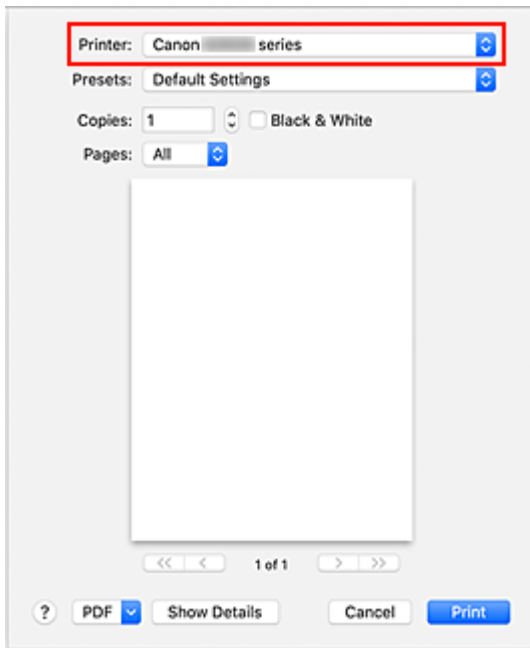 Printer: Canon series
Presets: Default Settings
Copies: 1 Black & White
Pages: All
<< < 1 of 1 > >>
? PDF Show Details Cancel Print